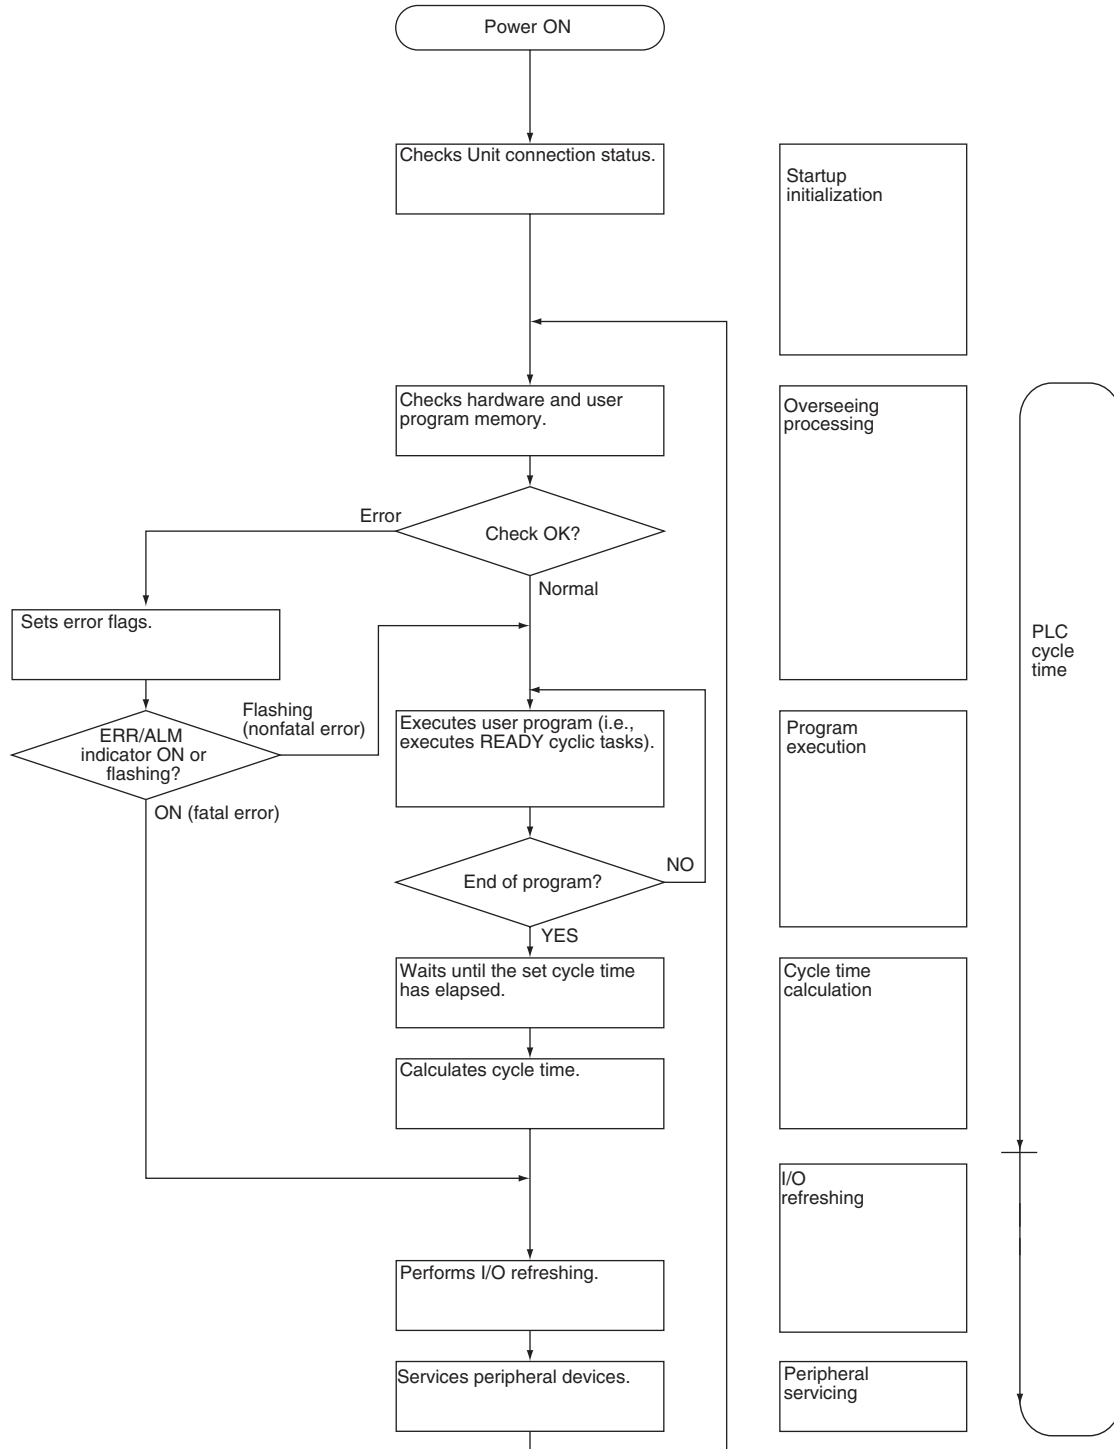 Power ON
Checks Unit connection status.
Startup
initialization
Checks hardware and user
program memory.
Overseeing
processing
Error
Check OK?
Normal
Sets error flags.
PLC
cycle
time
Flashing
(nonfatal error)
ERR/ALM
indicator ON or
flashing?
ON (fatal error)
Executes user program (i.e.,
executes READY cyclic tasks).
Program
execution
End of program?
NO
YES
Waits until the set cycle time
has elapsed.
Cycle time
calculation
Calculates cycle time.
I/O
refreshing
Performs I/O refreshing.
Services peripheral devices.
Peripheral
servicing